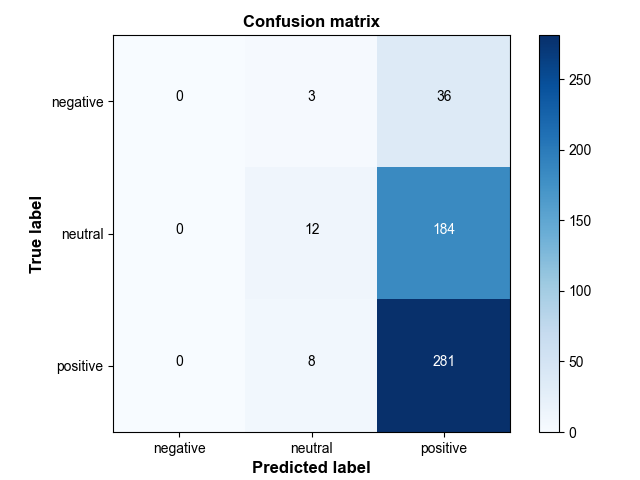 Confusion matrix
negative 0 3 36
neutral 0 12 184
positive 0 8 281
True label
negative neutral positive
Predicted label
250
200
150
100
50
0